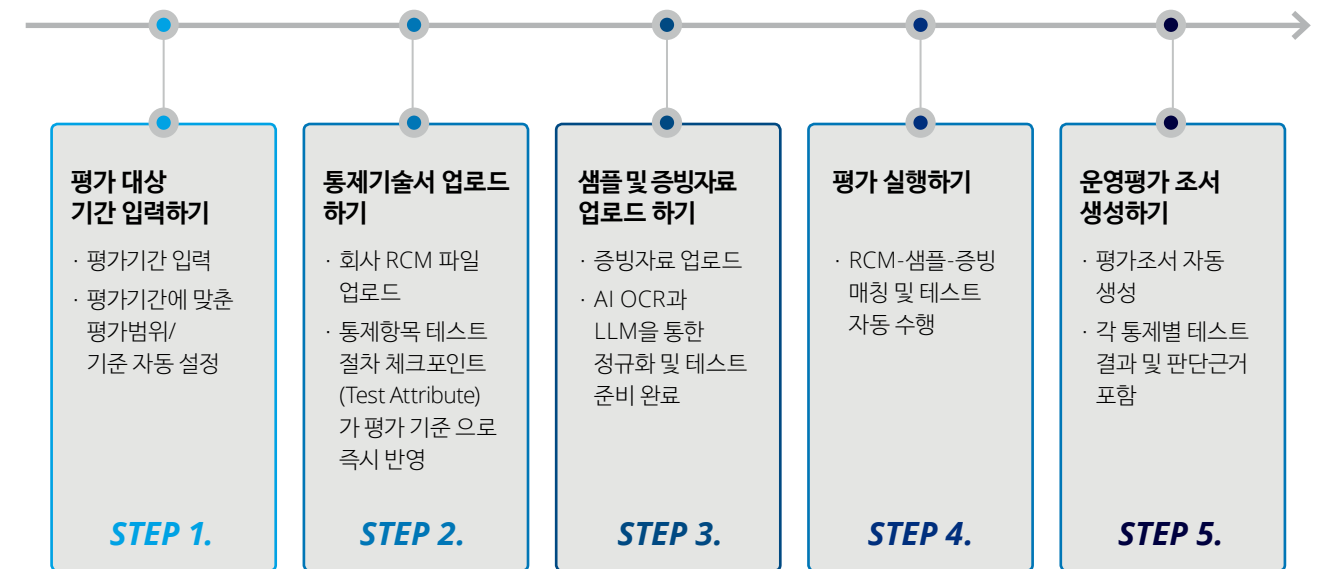 평가 대상
기간 입력하기
· 평가기간 입력
· 평가기간에 맞춘
평가범위/
기준 자동 설정
STEP 1.
통제기술서 업로드
하기
· 회사 RCM 파일
업로드
· 통제항목 테스트
절차 체크포인트
(Test Attribute)
가 평가 기준 으로
즉시 반영
STEP 2.
샘플 및 증빙자료
업로드 하기
· 증빙자료 업로드
· AI OCR과
LLM을 통한
정규화 및 테스트
준비 완료
STEP 3.
평가 실행하기
· RCM-샘플-증빙
매칭 및 테스트
자동 수행
STEP 4.
운영평가 조서
생성하기
· 평가조서 자동
생성
· 각 통제별 테스트
결과 및 판단근거
포함
STEP 5.